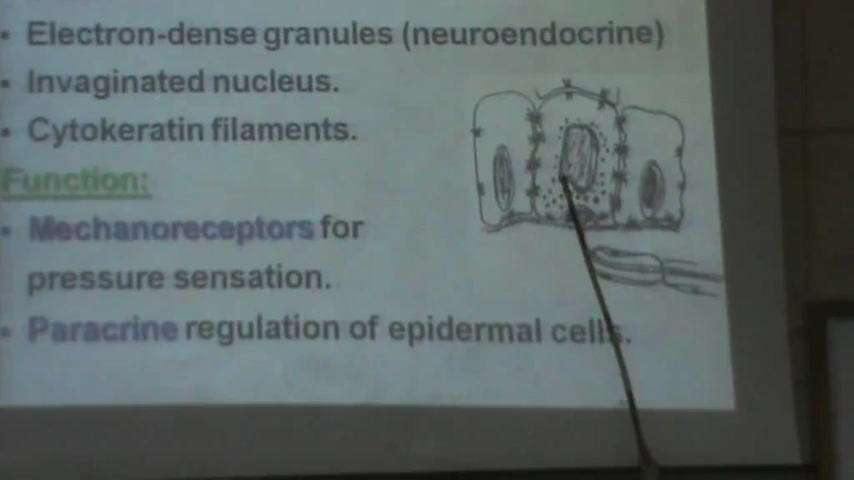 • Electron-dense granules (neuroendocrine)
• Invaginated nucleus.
• Cytokeratin filaments.
Function:
• Mechanoreceptors for
pressure sensation.
• Paracrine regulation of epidermal cells.